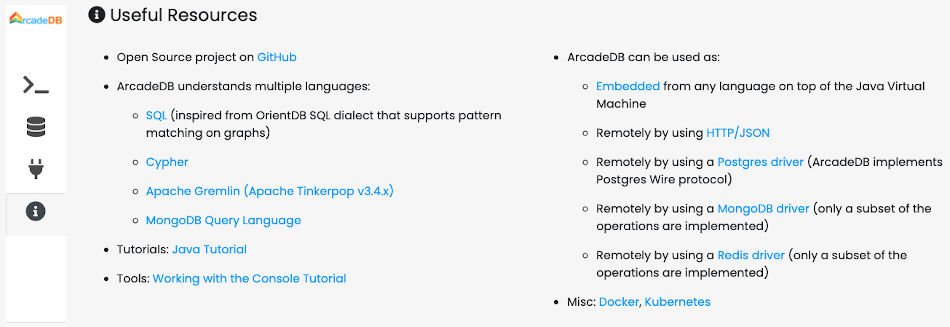 ArcadeDB
Useful Resources
Open Source project on GitHub
ArcadeDB understands multiple languages:
SQL (inspired from OrientDB SQL dialect that supports pattern
matching on graphs)
Cypher
Apache Gremlin (Apache Tinkerpop v3.4.x)
MongoDB Query Language
Tutorials: Java Tutorial
Tools: Working with the Console Tutorial
ArcadeDB can be used as:
Embedded from any language on top of the Java Virtual
Machine
Remotely by using HTTP/JSON
Remotely by using a Postgres driver (ArcadeDB implements
Postgres Wire protocol)
Remotely by using a MongoDB driver (only a subset of the
operations are implemented)
Remotely by using a Redis driver (only a subset of the
operations are implemented)
Misc: Docker, Kubernetes